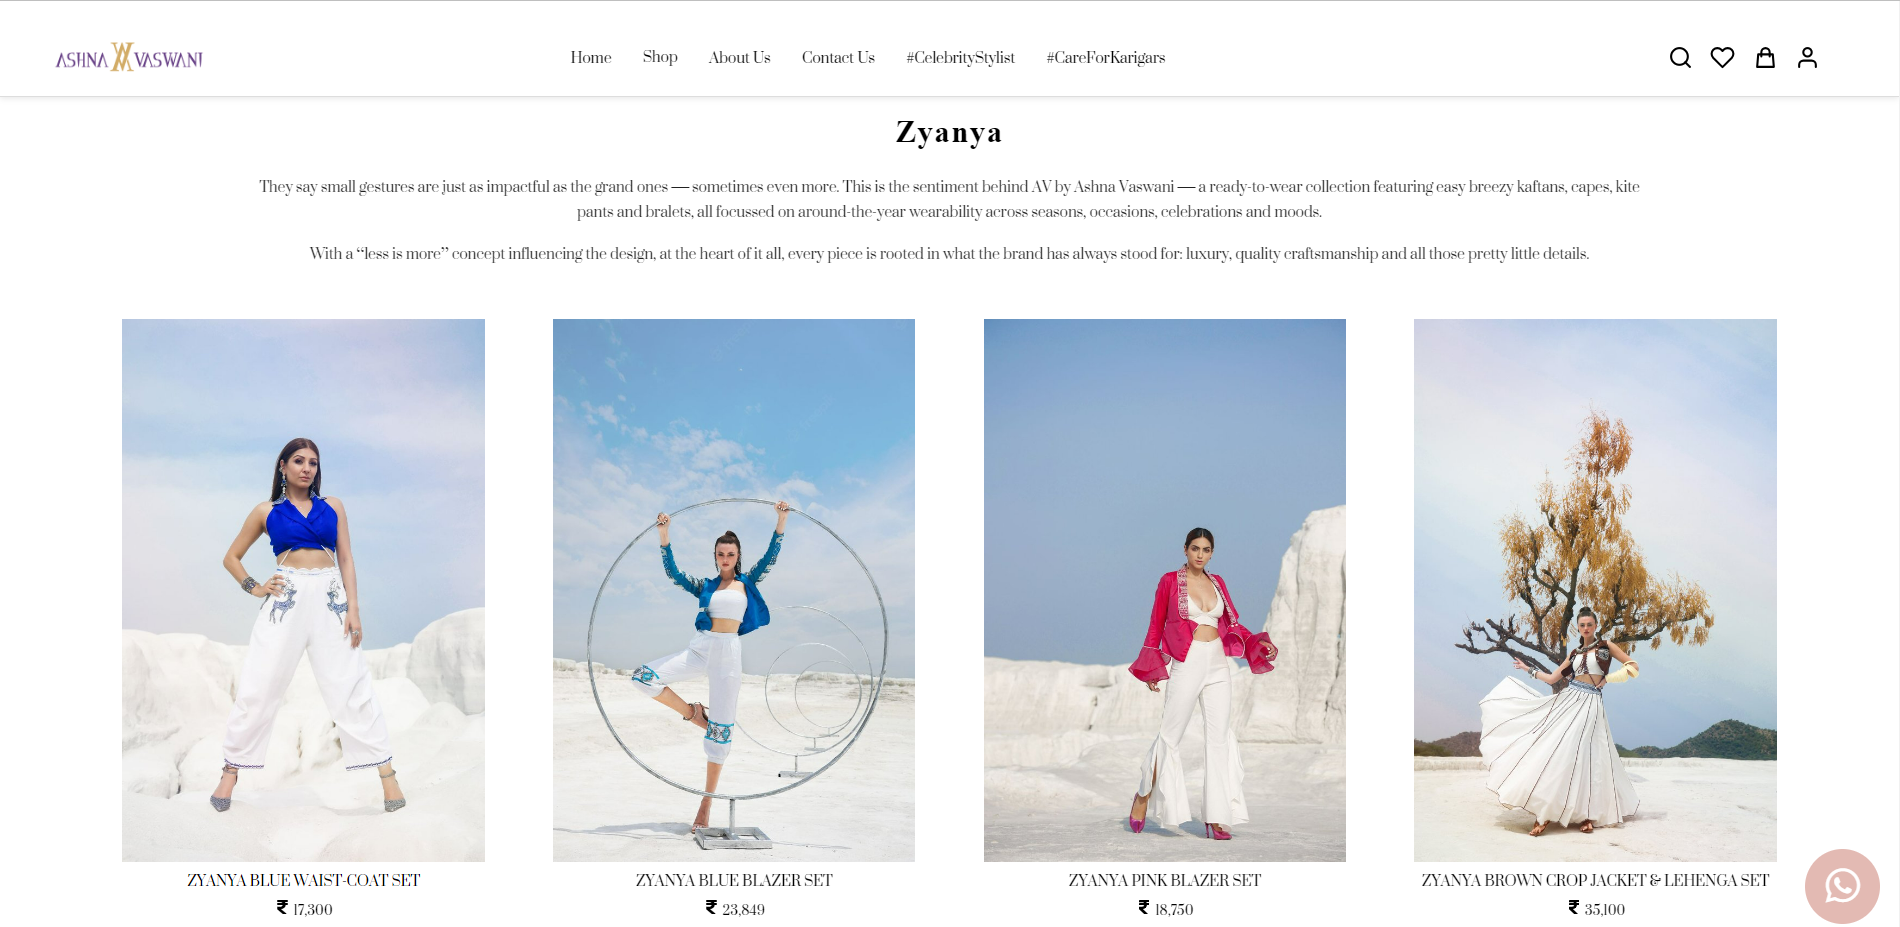 ASHNA VASWANI
Home Shop About Us Contact Us #CelebrityStylist #CareForKarigars
Zyanya
They say small gestures are just as impactful as the grand ones — sometimes even more. This is the sentiment behind AV by Ashna Vaswani — a ready-to-wear collection featuring easy breezy kaftans, capes, kite
pants and bralets, all focussed on around-the-year wearability across seasons, occasions, celebrations and moods.
With a “less is more” concept influencing the design, at the heart of it all, every piece is rooted in what the brand has always stood for: luxury, quality craftsmanship and all those pretty little details.
ZYANYA BLUE WAIST-COAT SET
₹ 17,300
ZYANYA BLUE BLAZER SET
₹ 23,849
ZYANYA PINK BLAZER SET
₹ 18,750
ZYANYA BROWN CROP JACKET & LEHENGA SET
₹ 35,100